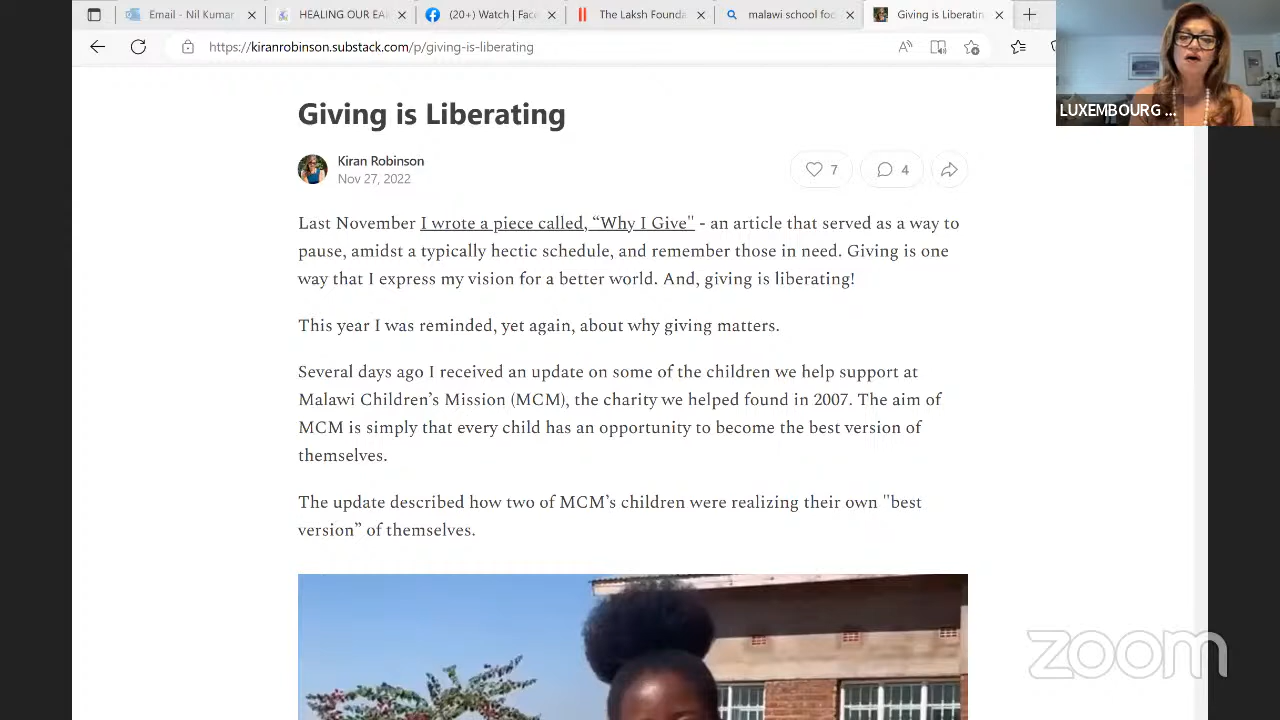 Email - Nil Kumar
HEALING OUR EA
(20+) Watch | Face
The Laksh Founda
malawi school foc
Giving is Liberatin
https://kiranrobinson.substack.com/p/giving-is-liberating
LUXEMBOURG ...
Giving is Liberating
Kiran Robinson
Nov 27, 2022
7
4
Last November I wrote a piece called, “Why I Give" - an article that served as a way to
pause, amidst a typically hectic schedule, and remember those in need. Giving is one
way that I express my vision for a better world. And, giving is liberating!
This year I was reminded, yet again, about why giving matters.
Several days ago I received an update on some of the children we help support at
Malawi Children’s Mission (MCM), the charity we helped found in 2007. The aim of
MCM is simply that every child has an opportunity to become the best version of
themselves.
The update described how two of MCM’s children were realizing their own "best
version” of themselves.
zoom